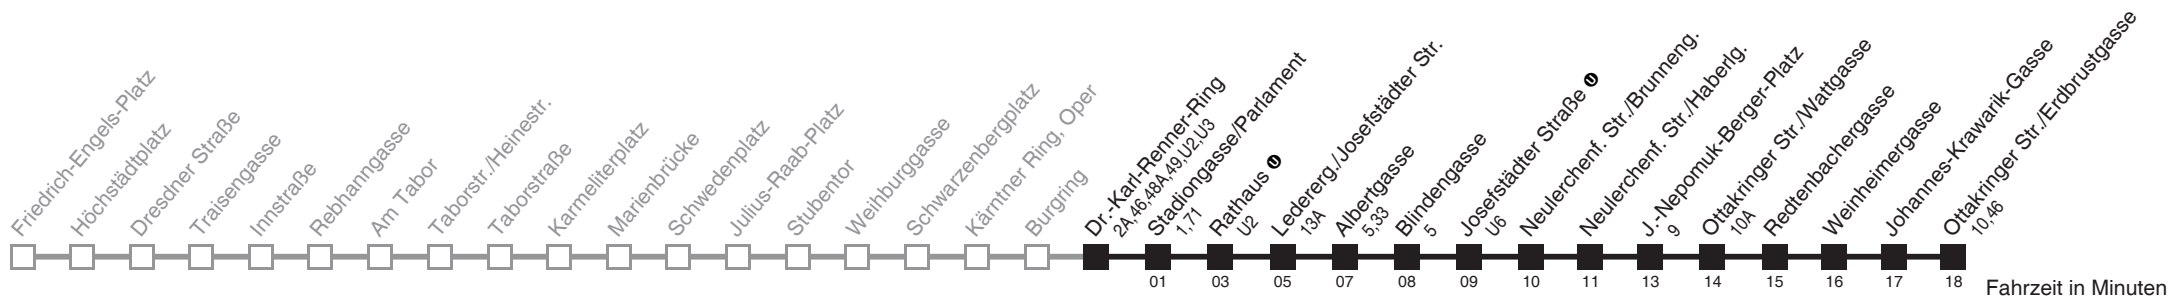 Friedrich-Engels-Platz
Höchstädtplatz
Dresdner Straße
Traisengasse
Innstraße
Rebhanngasse
Am Tabor
Taborstr./Heinestr.
Taborstraße
Karmeliterplatz
Marienbrücke
Schwedenplatz
Julius-Raab-Platz
Stubentor
Weihburggasse
Schwarzenbergplatz
Kärntner Ring, Oper
Burgring
Dr.-Karl-Renner-Ring
2A,46,48A,49,U2,U3
Stadiongasse/Parlament
1,71
01
Rathaus U
U2
03
Ledererg./Josefstädter Str.
13A
05
Albertgasse
5,33
07
Blindengasse
5
08
Josefstädter Straße U
U6
09
Neulerchenf. Str./Brunneng.
10
Neulerchenf. Str./Haberlg.
11
J.-Nepomuk-Berger-Platz
9
13
Ottakringer Str./Wattgasse
10A
14
Redtenbachergasse
15
Weinheimergasse
16
Johannes-Krawarik-Gasse
17
Ottakringer Str./Erdbrustgasse
10,46
18
Fahrzeit in Minuten